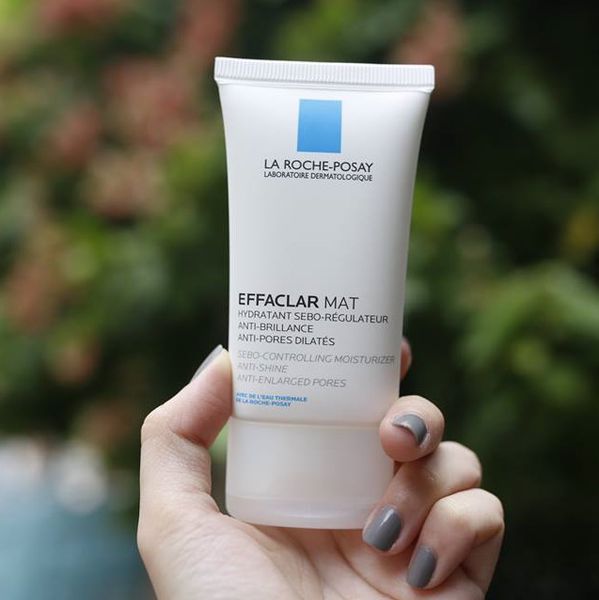 LA ROCHE-POSAY
LABORATOIRE DERMATOLOGIQUE
EFFACLAR MAT
HYDRATANT SEBO-RÉGULATEUR
ANTI-BRILLANCE
ANTI-PORES DILATÉS
SEBO-CONTROLLING MOISTURIZER
ANTI-SHINE
ANTI-ENLARGED PORES
AVEC DE L'EAU THERMALE
DE LA ROCHE-POSAY